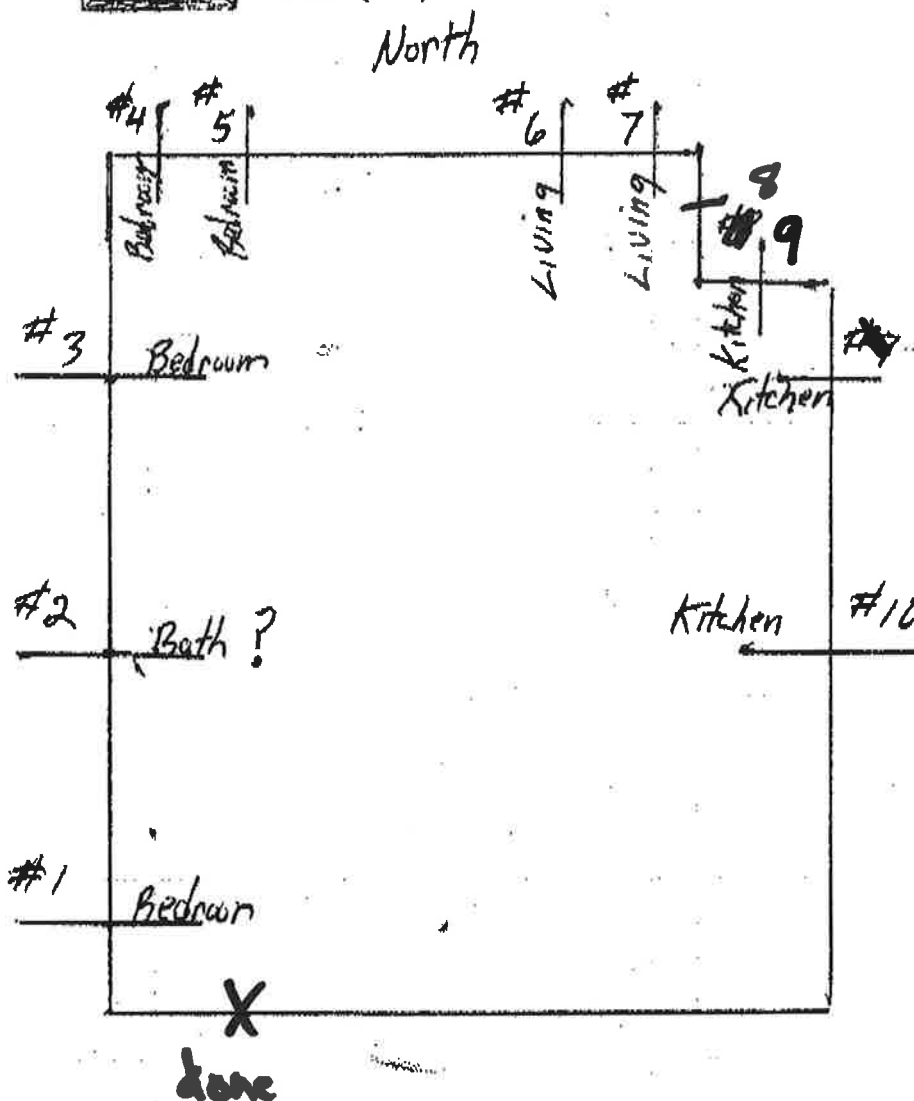 North
#4
#5
#6
#7
Bedroom
Bedroom
Living
Living
8
9
Kitchen
#3
Bedroom
Kitchen
#2
Bath ?
Kitchen
#10
#1
Bedroom
X
done